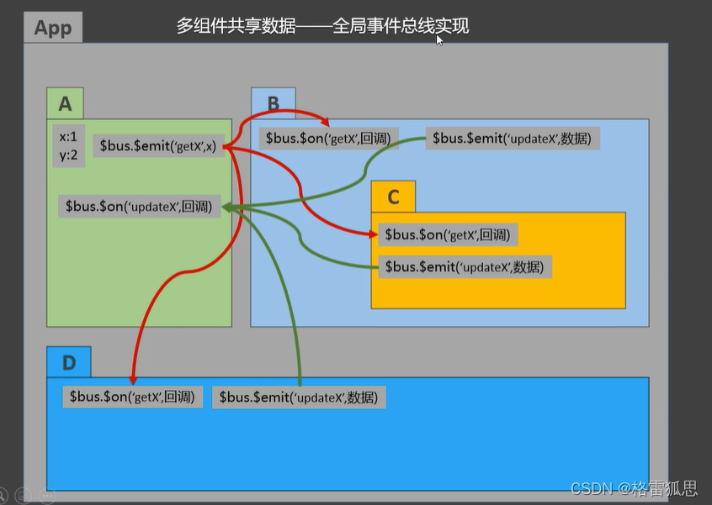 多组件共享数据——全局事件总线实现
App
A
B
x:1
y:2
$bus.$emit('getX',x)
$bus.$on('getX',回调)
$bus.$emit('updateX',数据)
$bus.$on('updateX',回调)
C
$bus.$on('getX',回调)
$bus.$emit('updateX',数据)
D
$bus.$on('getX',回调)
$bus.$emit('updateX',数据)
CSDN @格雷狐思